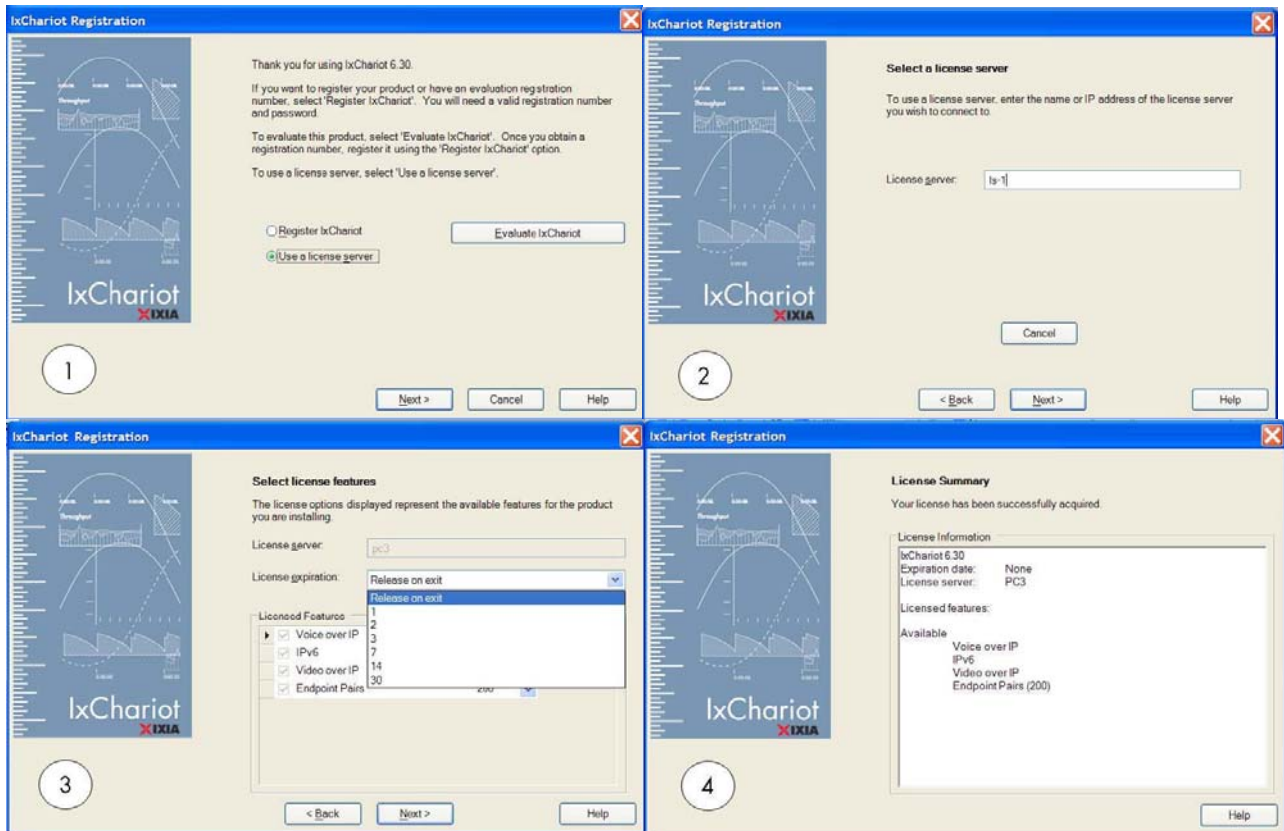 IxChariot Registration
Thank you for using IxChariot 6.30.
If you want to register your product or have an evaluation registration
number, select 'Register IxChariot'. You will need a valid registration number
and password.
To evaluate this product, select 'Evaluate IxChariot'. Once you obtain a
registration number, register it using the 'Register IxChariot' option.
To use a license server, select 'Use a license server'.
Register IxChariot
Evaluate IxChariot
Use a license server
Throughput
IxChariot
IXIA
1
Next >
Cancel
Help
IxChariot Registration
Select a license server
To use a license server, enter the name or IP address of the license server
you wish to connect to.
License server:
ls-1
Throughput
IxChariot
IXIA
Cancel
2
< Back
Next >
Help
IxChariot Registration
Select license features
The license options displayed represent the available features for the product
you are installing.
License server:
pc3
License expiration:
Release on exit
Release on exit
1
2
3
7
14
30
Licensed Features
Voice over IP
IPv6
Video over IP
Endpoint Pairs
200
Throughput
IxChariot
IXIA
3
< Back
Next >
Help
IxChariot Registration
License Summary
Your license has been successfully acquired.
License Information
IxChariot 6.30
Expiration date: None
License server: PC3
Licensed features:
Available
Voice over IP
IPv6
Video over IP
Endpoint Pairs (200)
Throughput
IxChariot
IXIA
4
Help